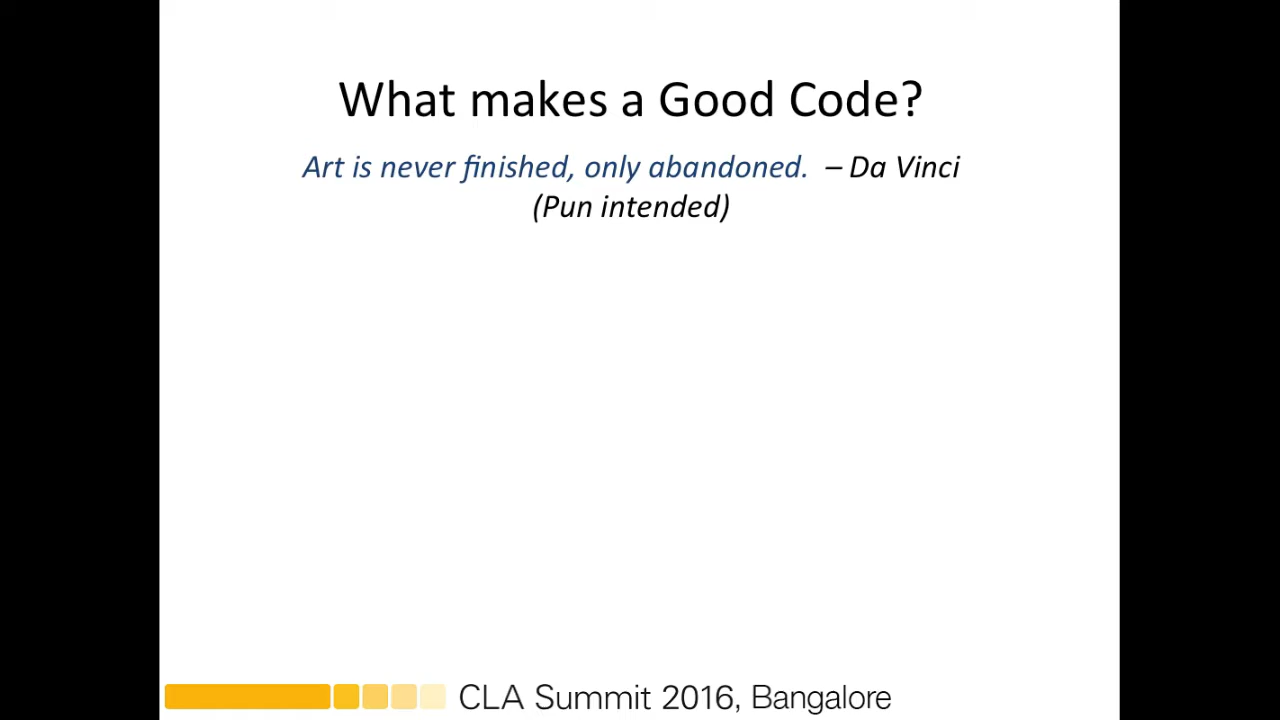 What makes a Good Code?
Art is never finished, only abandoned. – Da Vinci
(Pun intended)
CLA Summit 2016, Bangalore